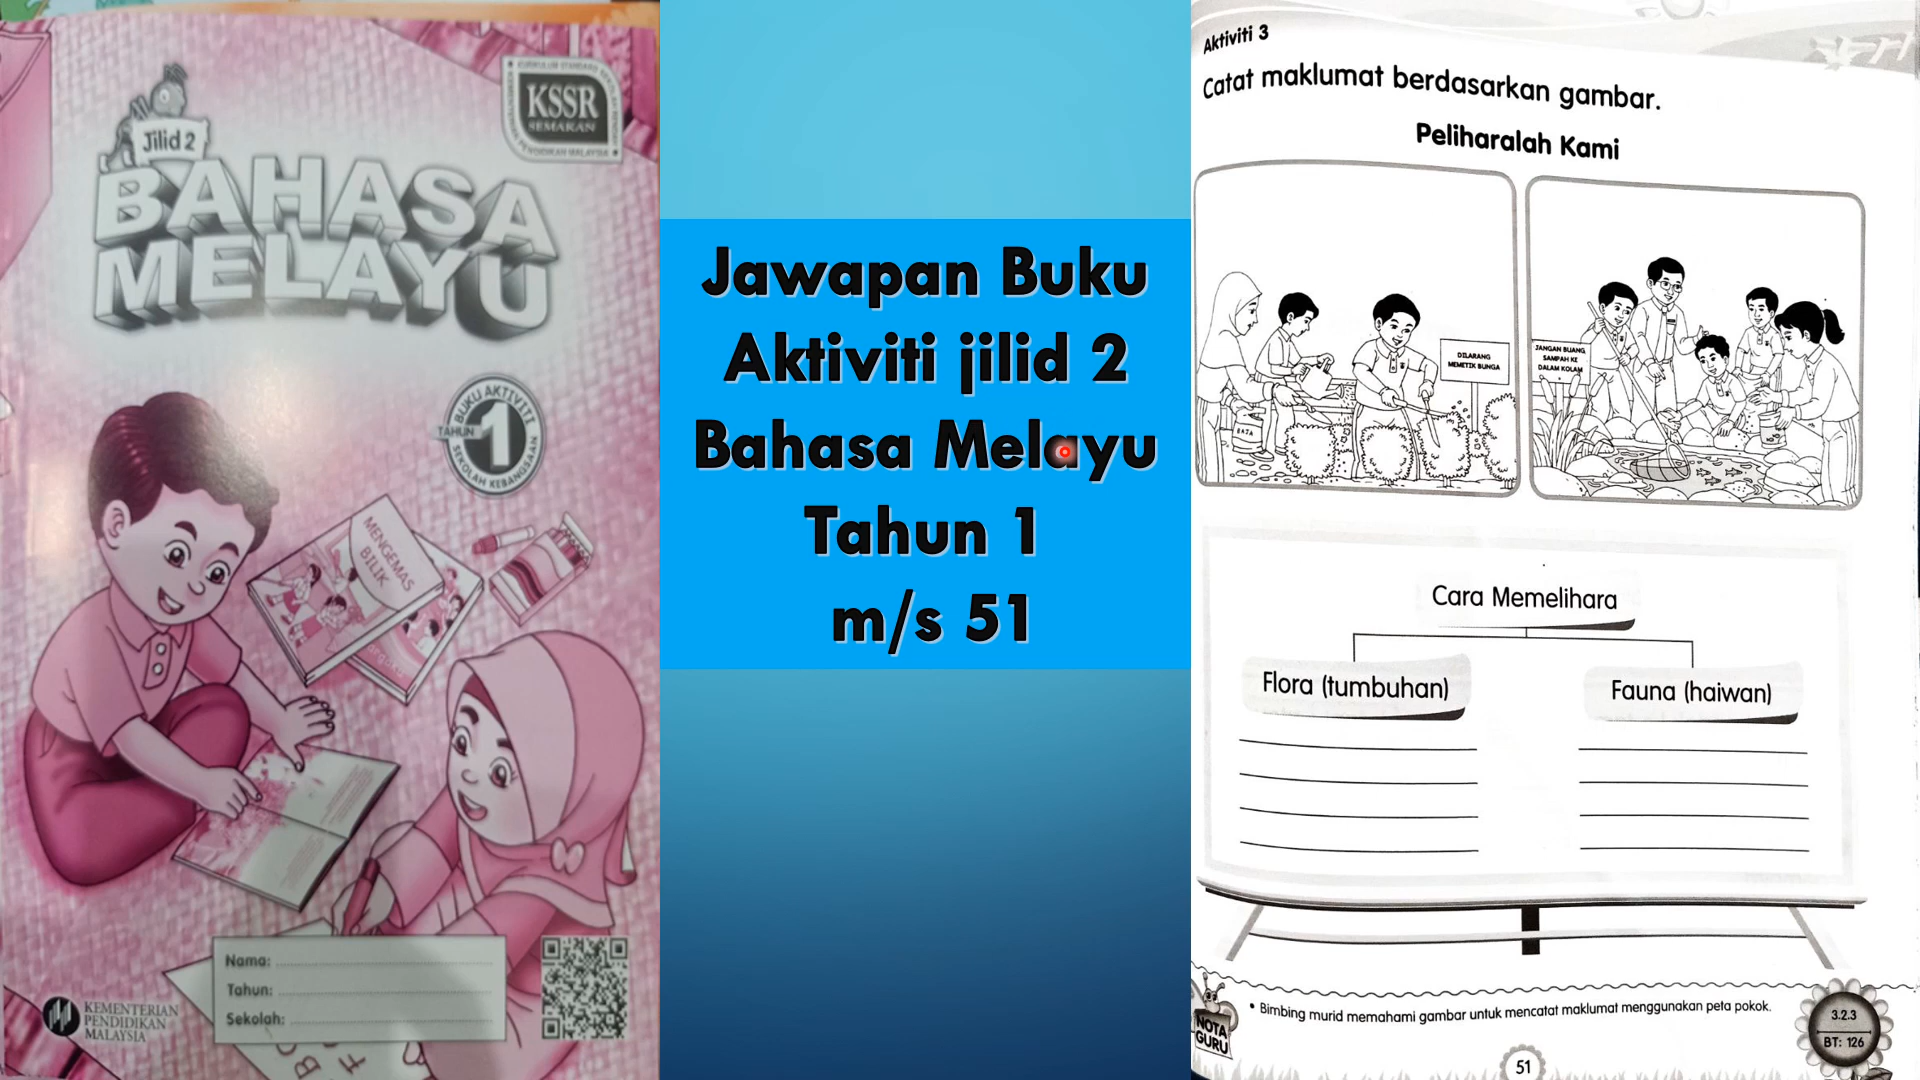 KSSR
SEMAKAN
Jilid 2
BAHASA
MELAYU
BUKU AKTIVITI
TAHUN 1
SEKOLAH KEBANGSAAN
MENGEMAS
BILIK
Nama:
Tahun:
Sekolah:
KEMENTERIAN
PENDIDIKAN
MALAYSIA
Jawapan Buku
Aktiviti jilid 2
Bahasa Melayu
Tahun 1
m/s 51
Aktiviti 3
Catat maklumat berdasarkan gambar.
Peliharalah Kami
DILARANG
MEMETIK BUNGA
BAJA
JANGAN BUANG
SAMPAH KE
DALAM KOLAM
Cara Memelihara
Flora (tumbuhan)
Fauna (haiwan)
NOTA
GURU
• Bimbing murid memahami gambar untuk mencatat maklumat menggunakan peta pokok.
3.2.3
BT: 126
51